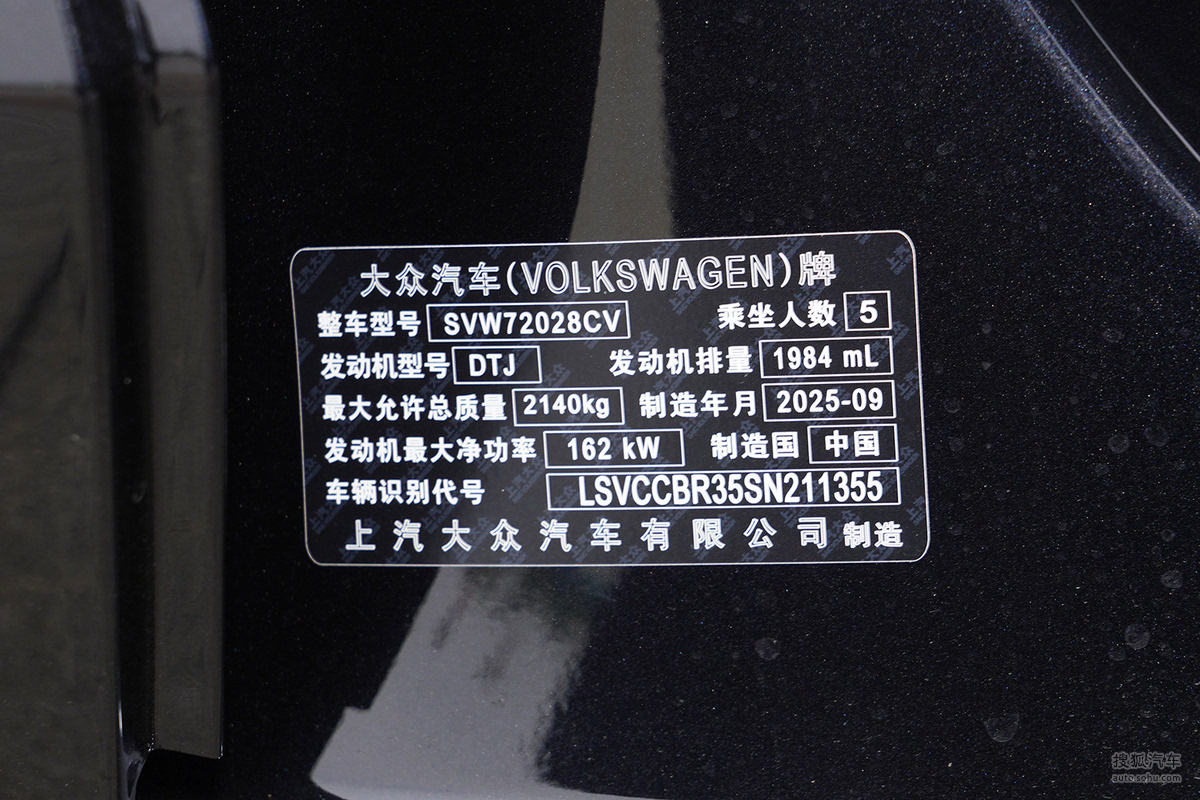 大众汽车(VOLKSWAGEN)牌
整车型号 SVW72028CV 乘坐人数 5
发动机型号 DTJ 发动机排量 1984 mL
最大允许总质量 2140kg 制造年月 2025-09
发动机最大净功率 162 kW 制造国 中国
车辆识别代号 LSVCCBR35SN211355
上汽大众汽车有限公司 制造
搜狐汽车
auto.sohu.com